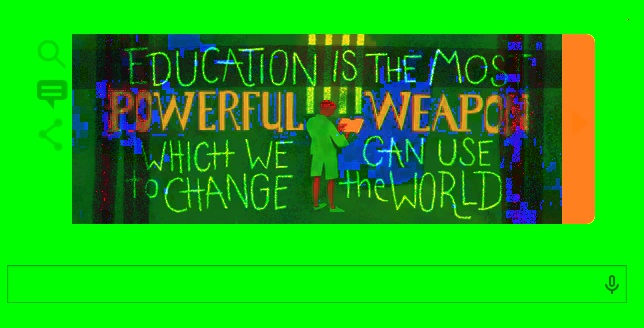 EDUCATION IS THE MOST
POWERFUL WEAPON
WHICH WE CAN USE
to CHANGE the WORLD